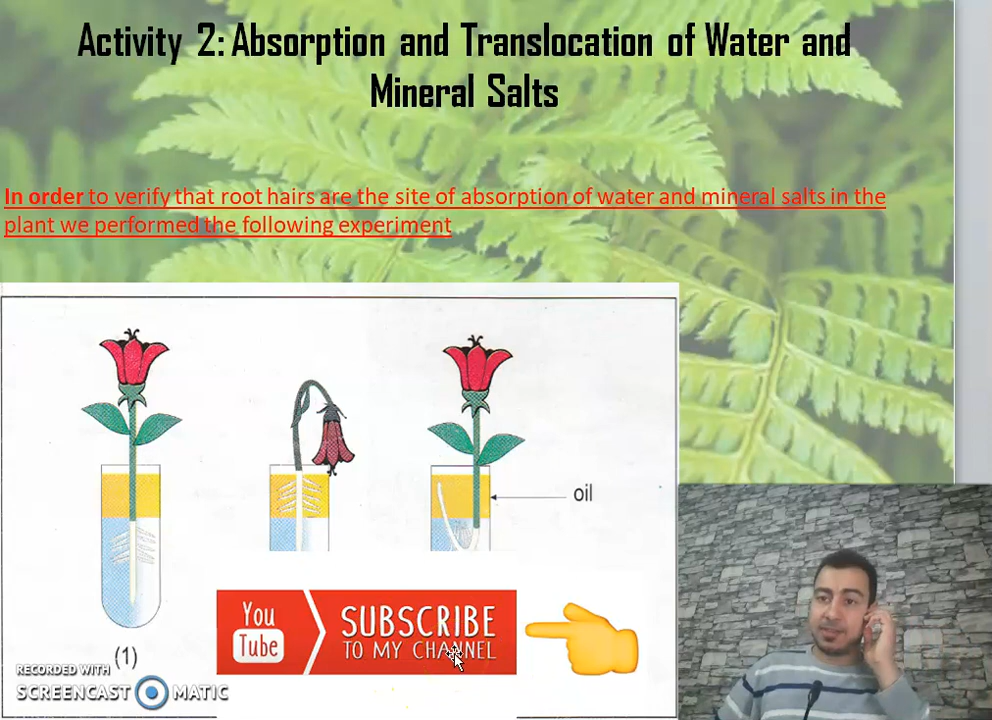 Activity 2: Absorption and Translocation of Water and
Mineral Salts
In order to verify that root hairs are the site of absorption of water and mineral salts in the
plant we performed the following experiment
oil
(1)
You
Tube
SUBSCRIBE
TO MY CHANNEL
RECORDED WITH
SCREENCAST MATIC